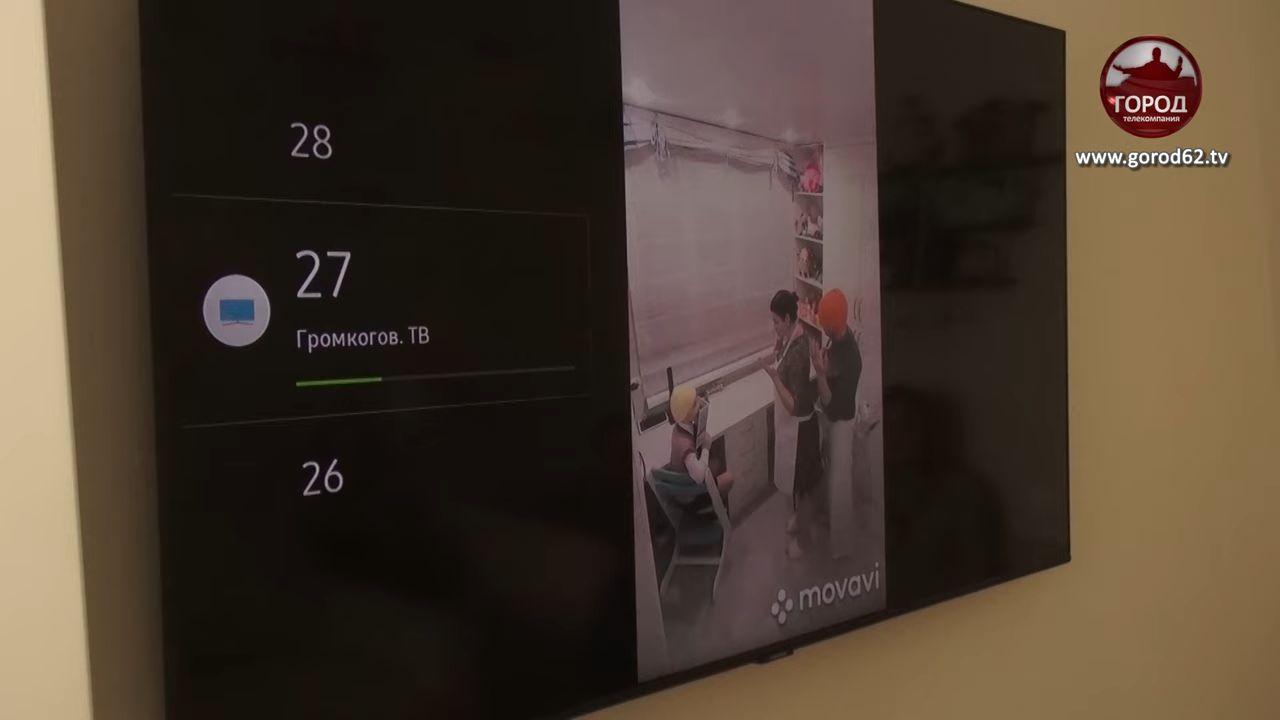 28
27
Громкогов. ТВ
26
movavi
ГОРОД
телекомпания
www.gorod62.tv